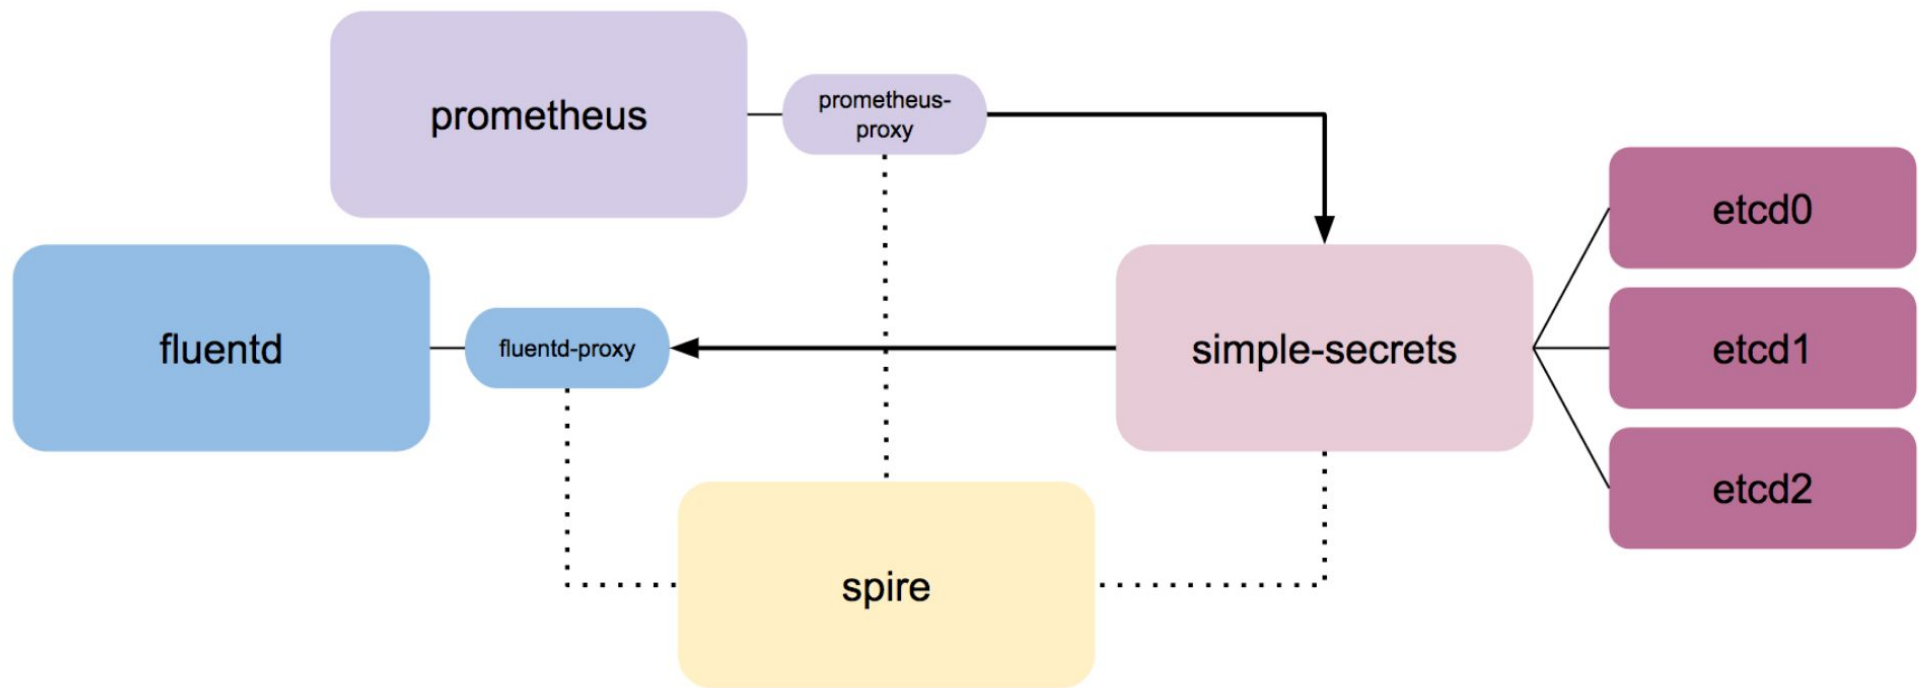 prometheus
prometheus-
proxy
etcd0
fluentd
fluentd-proxy
simple-secrets
etcd1
etcd2
spire